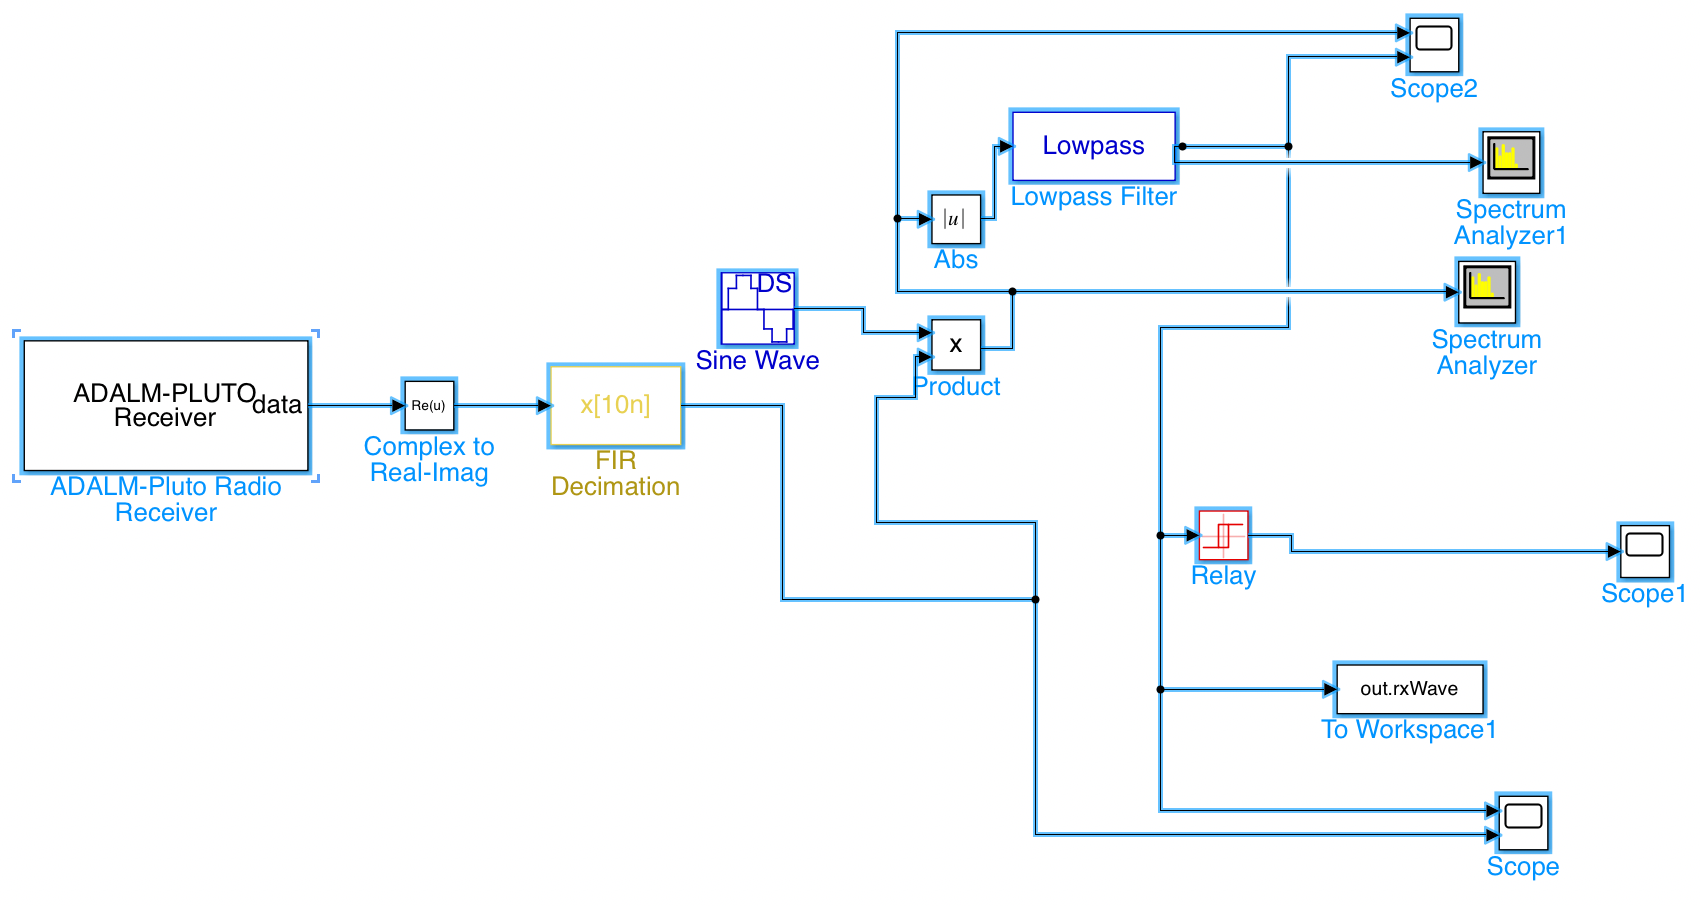 Scope2
Lowpass
Lowpass Filter
Spectrum
Analyzer1
|u|
Abs
DS
Sine Wave
x
Product
Spectrum
Analyzer
ADALM-PLUTO
Receiver
data
ADALM-Pluto Radio
Receiver
Re(u)
Complex to
Real-Imag
x[10n]
FIR
Decimation
Relay
Scope1
out.rxWave
To Workspace1
Scope